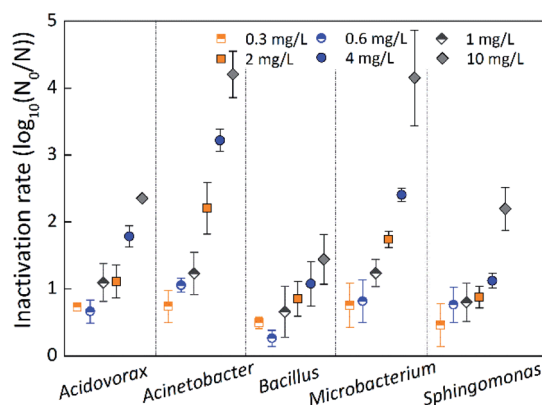 Inactivation rate (log10(N0/N))
5
4
3
2
1
0
0.3 mg/L 0.6 mg/L 1 mg/L
2 mg/L 4 mg/L 10 mg/L
Acidovorax
Acinetobacter
Bacillus
Microbacterium
Sphingomonas